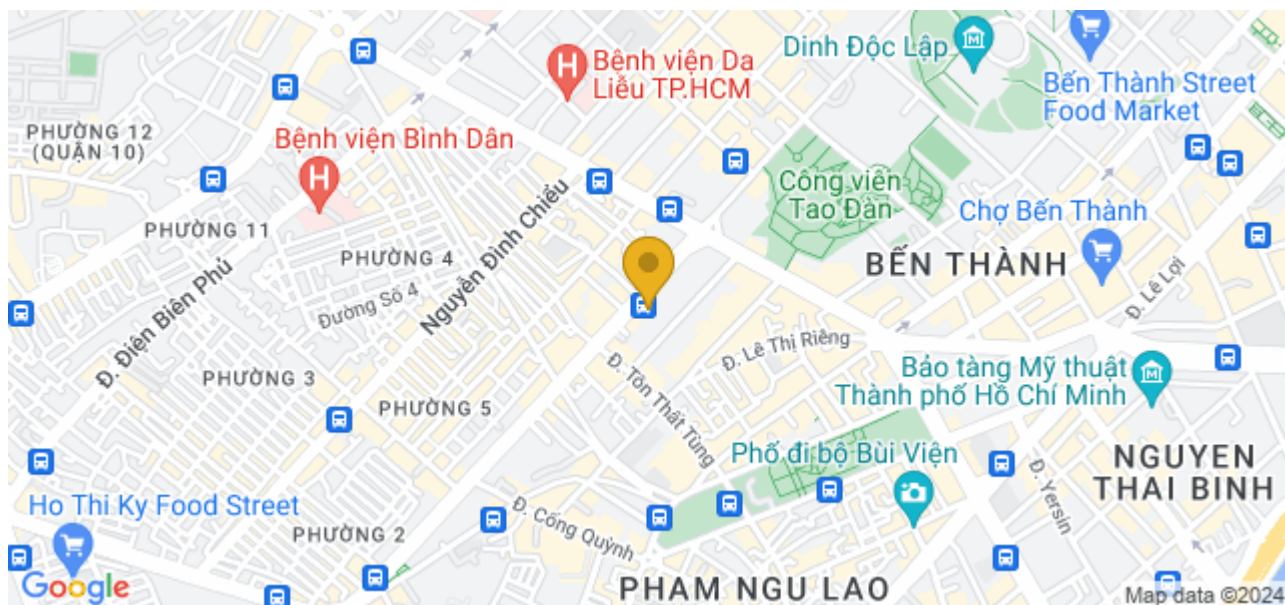 Dinh Độc Lập
Bệnh viện Da
Liễu TP.HCM
Bến Thành Street
Food Market
PHƯỜNG 12
(QUẬN 10)
Bệnh viện Bình Dân
Công viên
Tao Đàn
Chợ Bến Thành
PHƯỜNG 11
PHƯỜNG 4
Nguyễn Đình Chiểu
BẾN THÀNH
Đ. Điện Biên Phủ
Đường Số 4
Đ. Lê Lợi
Đ. Lê Thị Riêng
PHƯỜNG 3
Đ. Tôn Thất Tùng
Bảo tàng Mỹ thuật
Thành phố Hồ Chí Minh
PHƯỜNG 5
Phố đi bộ Bùi Viện
NGUYEN
THAI BINH
Đ. Yersin
Ho Thi Ky Food Street
Đ. Cống Quỳnh
PHƯỜNG 2
PHAM NGU LAO
Google
Map data ©2024